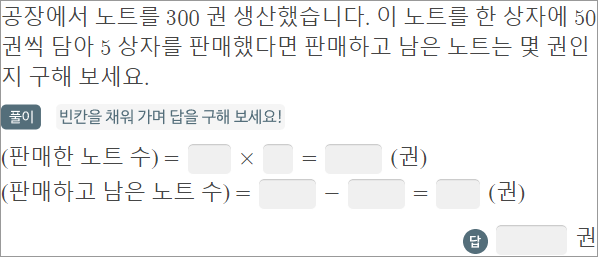 공장에서 노트를 300 권 생산했습니다. 이 노트를 한 상자에 50
권씩 담아 5 상자를 판매했다면 판매하고 남은 노트는 몇 권인
지 구해 보세요.
풀이 빈칸을 채워 가며 답을 구해 보세요!
(판매한 노트 수) = × = (권)
(판매하고 남은 노트 수) = − = (권)
답 권